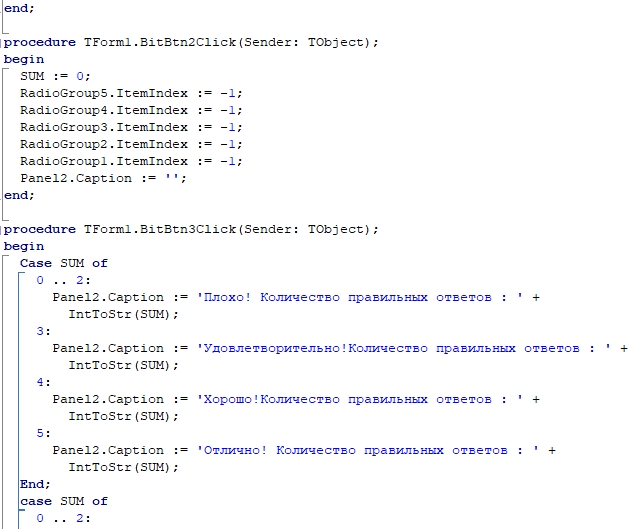 end;
procedure TForm1.BitBtn2Click(Sender: TObject);
begin
SUM := 0;
RadioGroup5.ItemIndex := -1;
RadioGroup4.ItemIndex := -1;
RadioGroup3.ItemIndex := -1;
RadioGroup2.ItemIndex := -1;
RadioGroup1.ItemIndex := -1;
Panel2.Caption := '';
end;
procedure TForm1.BitBtn3Click(Sender: TObject);
begin
Case SUM of
0 .. 2:
Panel2.Caption := 'Плохо! Количество правильных ответов : ' +
IntToStr(SUM);
3:
Panel2.Caption := 'Удовлетворительно!Количество правильных ответов : ' +
IntToStr(SUM);
4:
Panel2.Caption := 'Хорошо!Количество правильных ответов : ' +
IntToStr(SUM);
5:
Panel2.Caption := 'Отлично! Количество правильных ответов : ' +
IntToStr(SUM);
End;
case SUM of
0 .. 2: